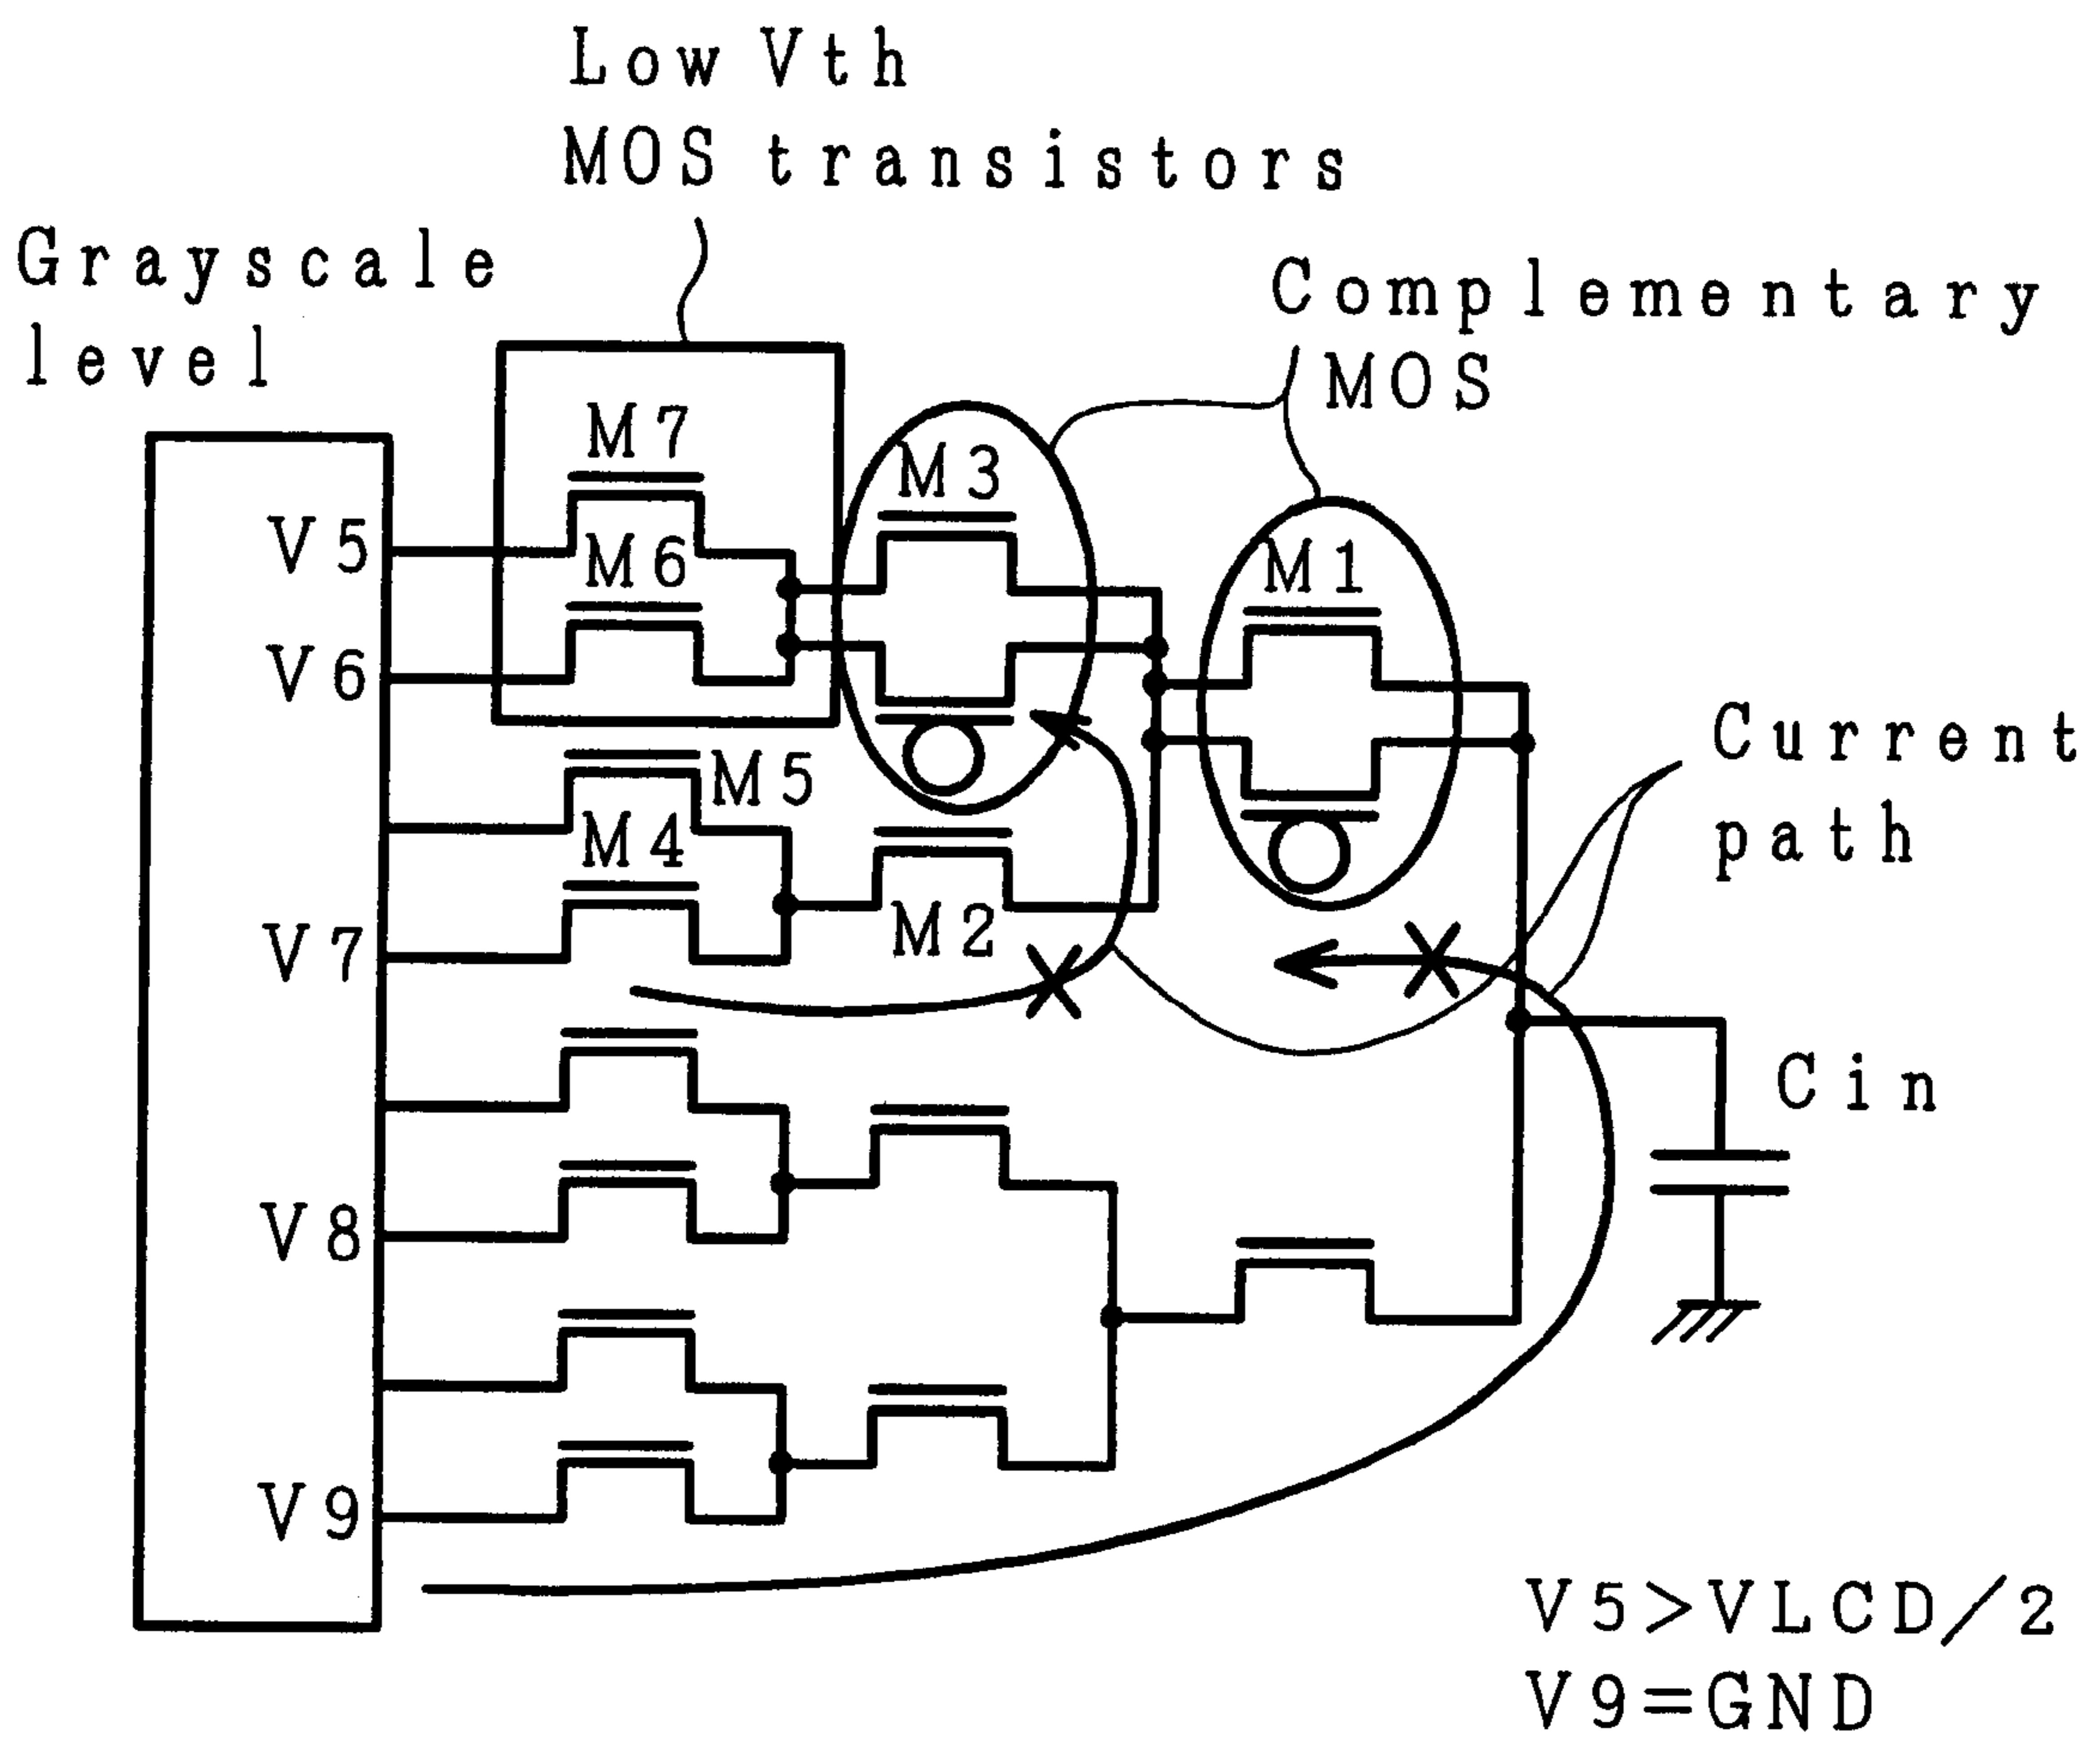 Low Vth
MOS transistors
Grayscale
level
Complementary
MOS
M7
M3
V5
M6
M1
V6
Current
path
M5
M4
M2
V7
Cin
V8
V9
V5>VLCD/2
V9=GND